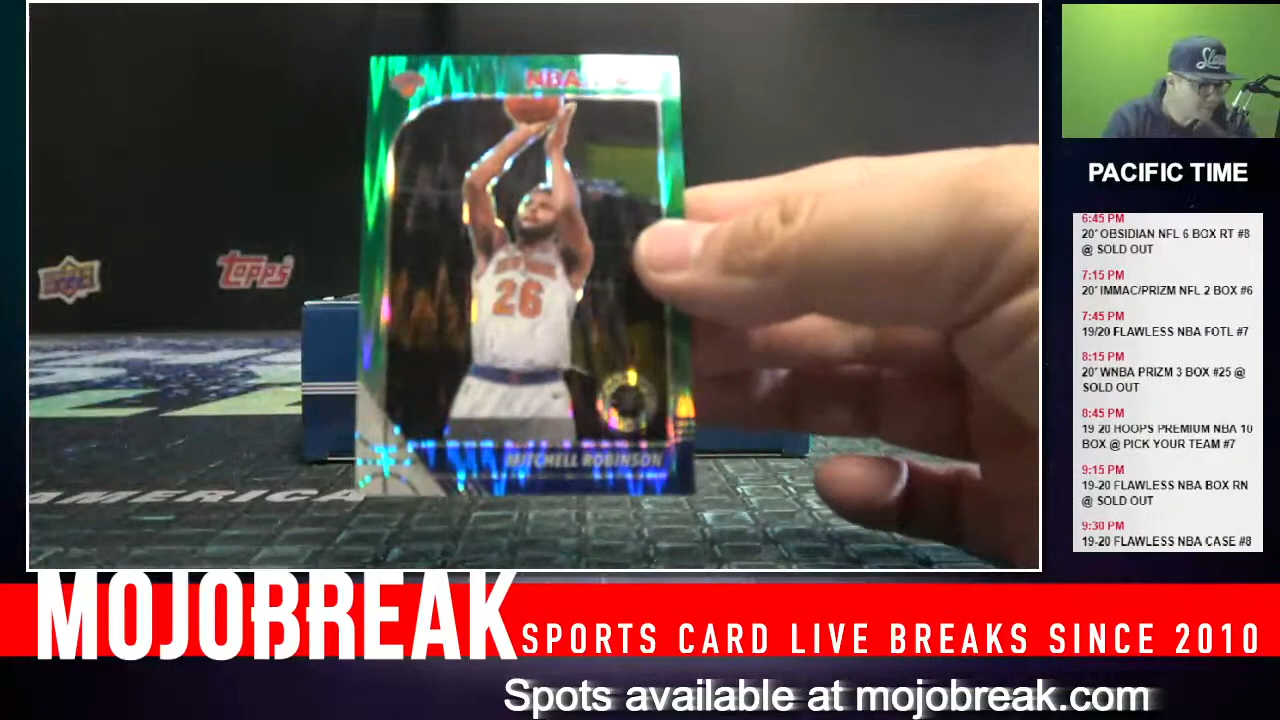 NBA
NEW YORK
26
MITCHELL ROBINSON
topps
AMERICA
PACIFIC TIME
6:45 PM
20' OBSIDIAN NFL 6 BOX RT #8
@ SOLD OUT
7:15 PM
20' IMMAC/PRIZM NFL 2 BOX #6
7:45 PM
19/20 FLAWLESS NBA FOTL #7
8:15 PM
20' WNBA PRIZM 3 BOX #25 @
SOLD OUT
8:45 PM
19-20 HOOPS PREMIUM NBA 10
BOX @ PICK YOUR TEAM #7
9:15 PM
19-20 FLAWLESS NBA BOX RN
@ SOLD OUT
9:30 PM
19-20 FLAWLESS NBA CASE #8
MOJOBREAK
SPORTS CARD LIVE BREAKS SINCE 2010
Spots available at mojobreak.com